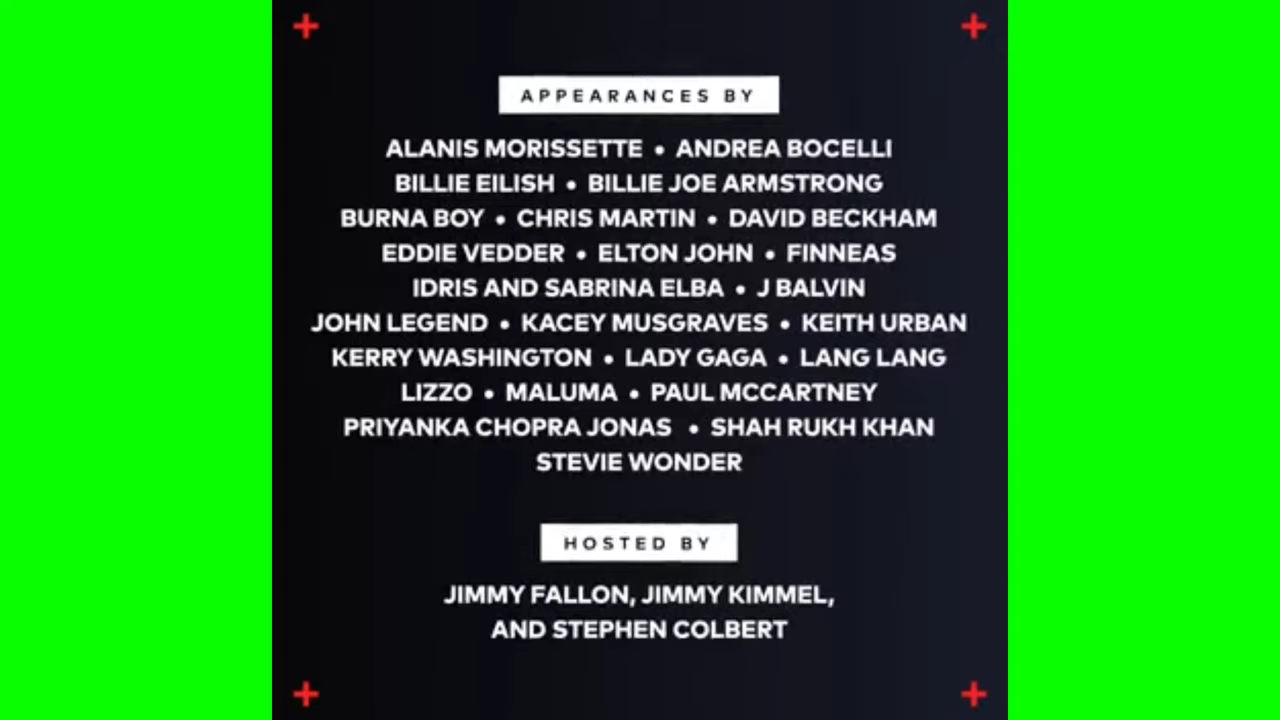 APPEARANCES BY
ALANIS MORISSETTE • ANDREA BOCELLI
BILLIE EILISH • BILLIE JOE ARMSTRONG
BURNA BOY • CHRIS MARTIN • DAVID BECKHAM
EDDIE VEDDER • ELTON JOHN • FINNEAS
IDRIS AND SABRINA ELBA • J BALVIN
JOHN LEGEND • KACEY MUSGRAVES • KEITH URBAN
KERRY WASHINGTON • LADY GAGA • LANG LANG
LIZZO • MALUMA • PAUL MCCARTNEY
PRIYANKA CHOPRA JONAS • SHAH RUKH KHAN
STEVIE WONDER
HOSTED BY
JIMMY FALLON, JIMMY KIMMEL,
AND STEPHEN COLBERT